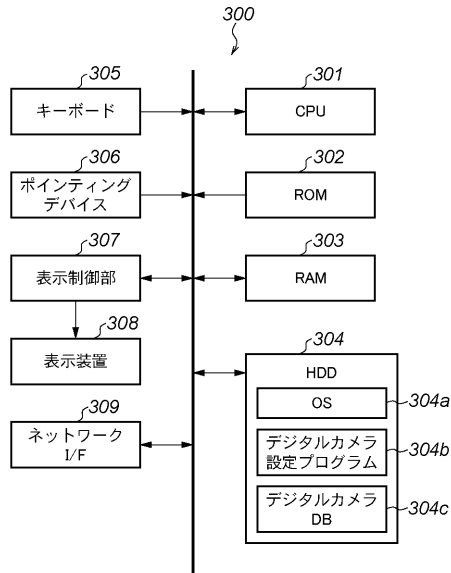 300
305
キーボード
301
CPU
306
ポインティング
デバイス
302
ROM
307
表示制御部
303
RAM
308
表示装置
304
HDD
OS
304a
309
ネットワーク
I/F
デジタルカメラ
設定プログラム
304b
デジタルカメラ
DB
304c